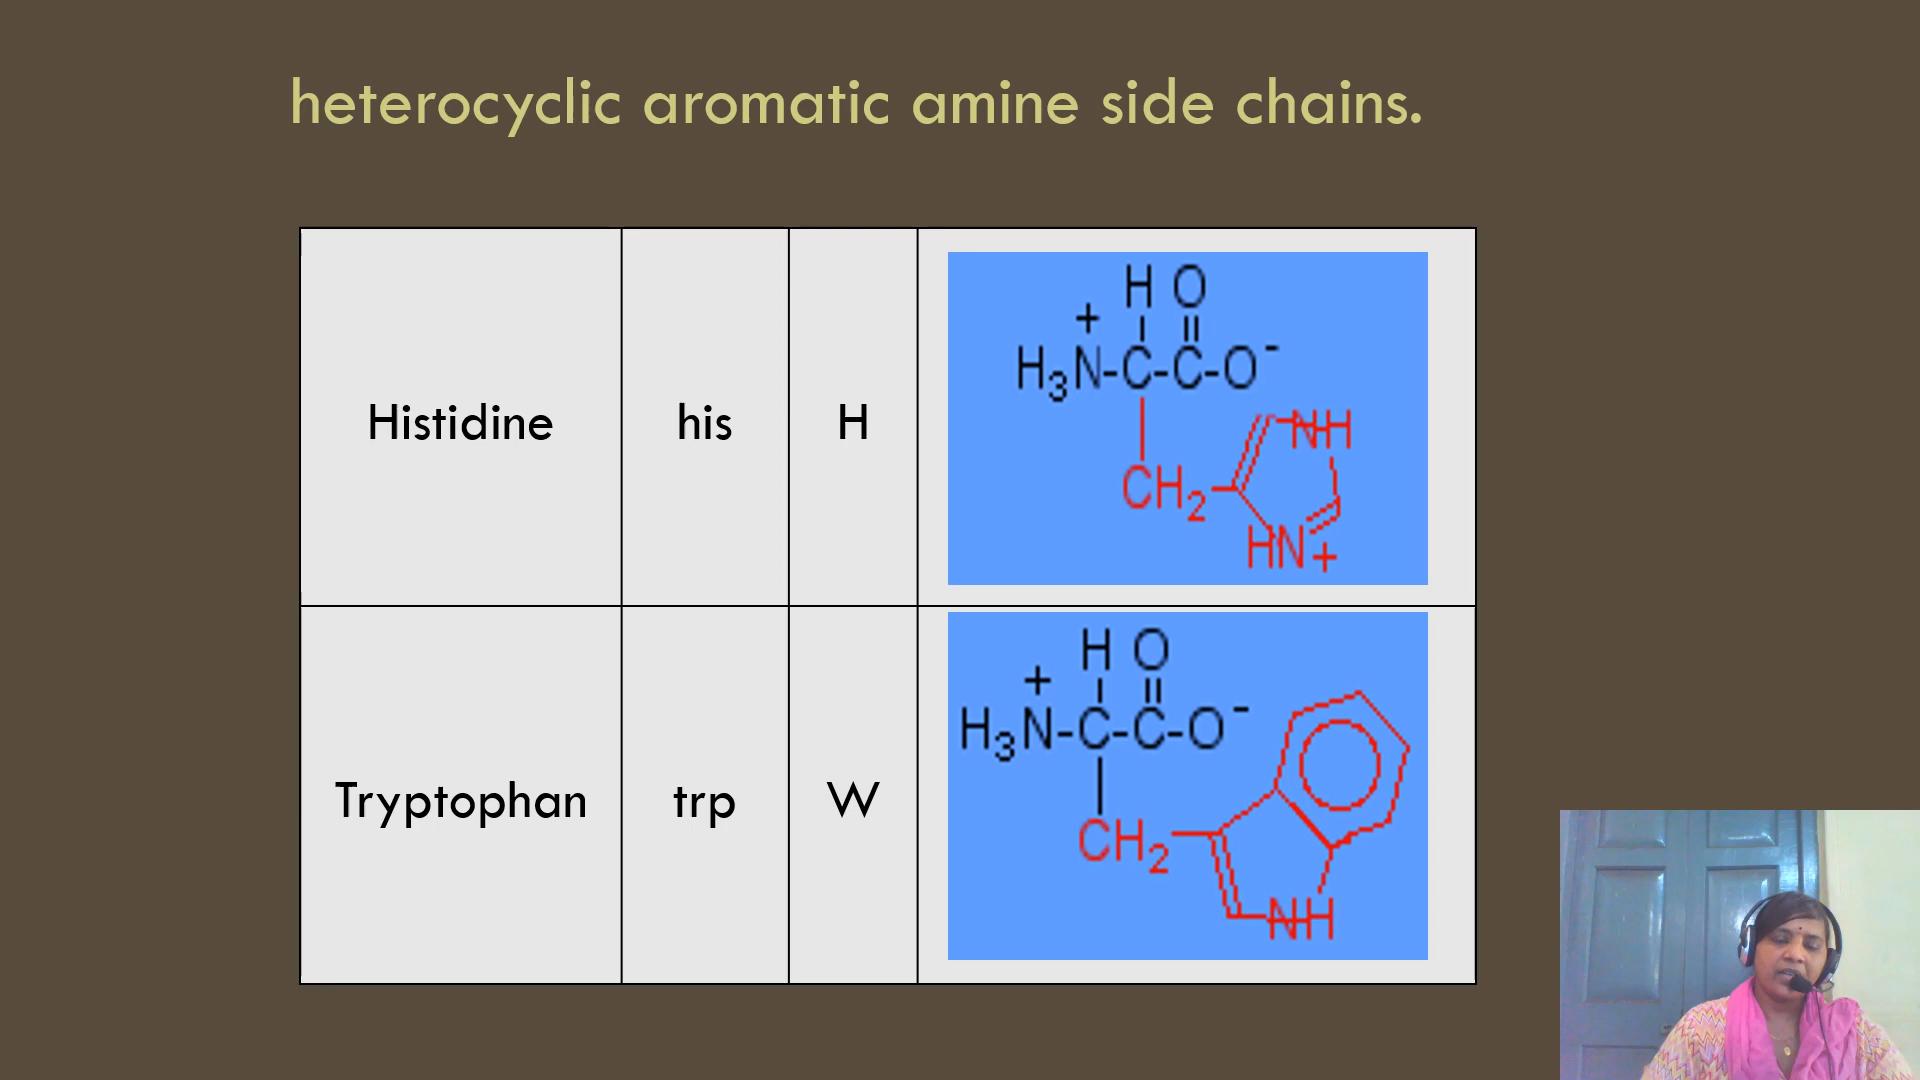 heterocyclic aromatic amine side chains.
Histidine his H
H O
+
H₃N-C-C-O⁻
NH
CH₂
HN+
Tryptophan trp W
H O
+
H₃N-C-C-O⁻
CH₂
NH